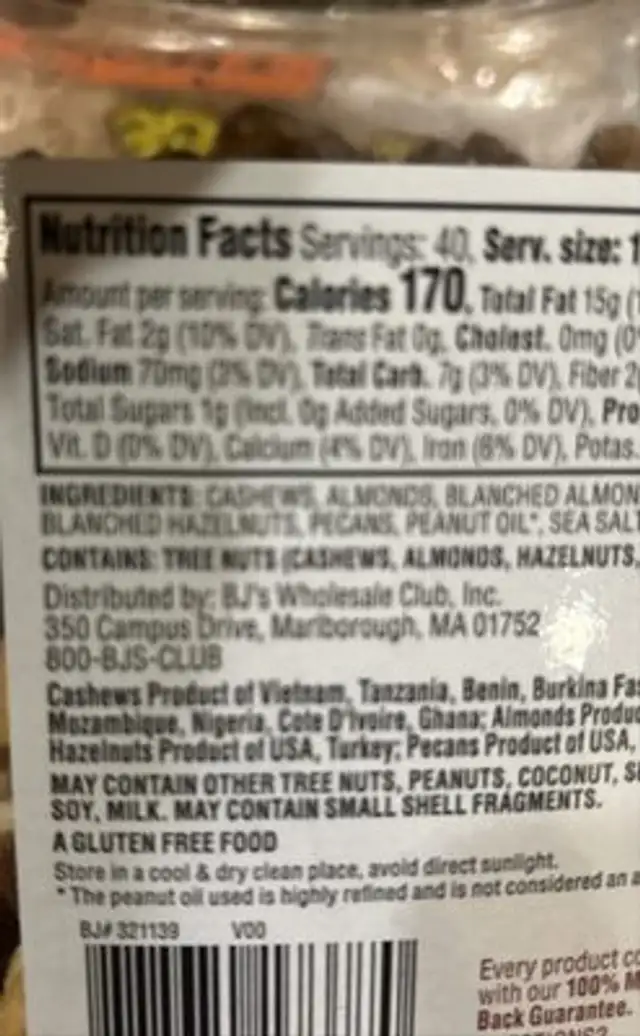 Nutrition Facts Servings: 40, Serv. size: 1
Amount per serving: Calories 170, Total Fat 15g (
Sat. Fat 2g (10% DV), Trans Fat 0g, Cholest. 0mg (0
Sodium 70mg (3% DV), Total Carb. 7g (3% DV), Fiber 2
Total Sugars 1g (Incl. 0g Added Sugars, 0% DV), Pro
Vit. D (0% DV), Calcium (4% DV), Iron (6% DV), Potas.
INGREDIENTS: CASHEWS, ALMONDS, BLANCHED ALMON
BLANCHED HAZELNUTS, PECANS, PEANUT OIL*, SEA SALT
CONTAINS: TREE NUTS (CASHEWS, ALMONDS, HAZELNUTS,
Distributed by: BJ's Wholesale Club, Inc.
350 Campus Drive, Marlborough, MA 01752
800-BJS-CLUB
Cashews Product of Vietnam, Tanzania, Benin, Burkina Fas
Mozambique, Nigeria, Cote D'Ivoire, Ghana; Almonds Produc
Hazelnuts Product of USA, Turkey; Pecans Product of USA,
MAY CONTAIN OTHER TREE NUTS, PEANUTS, COCONUT, SE
SOY, MILK. MAY CONTAIN SMALL SHELL FRAGMENTS.
A GLUTEN FREE FOOD
Store in a cool & dry clean place, avoid direct sunlight.
* The peanut oil used is highly refined and is not considered an a
BJ# 321139 V00
Every product co
with our 100% M
Back Guarantee.